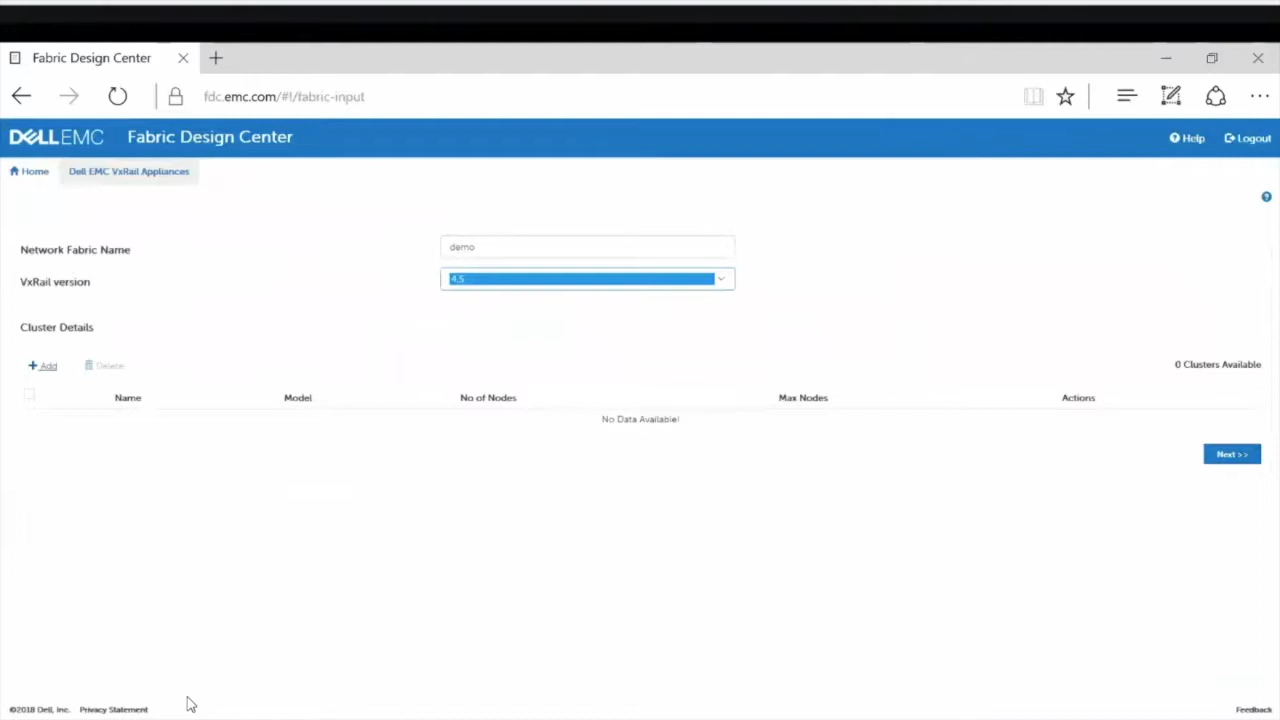 Fabric Design Center
fdc.emc.com/#!/fabric-input
DELLEMC Fabric Design Center
Help Logout
Home Dell EMC VxRail Appliances
Network Fabric Name demo
VxRail version 4.5
Cluster Details
Add Delete 0 Clusters Available
Name Model No of Nodes Max Nodes Actions
No Data Available!
Next >>
©2018 Dell, Inc. Privacy Statement Feedback